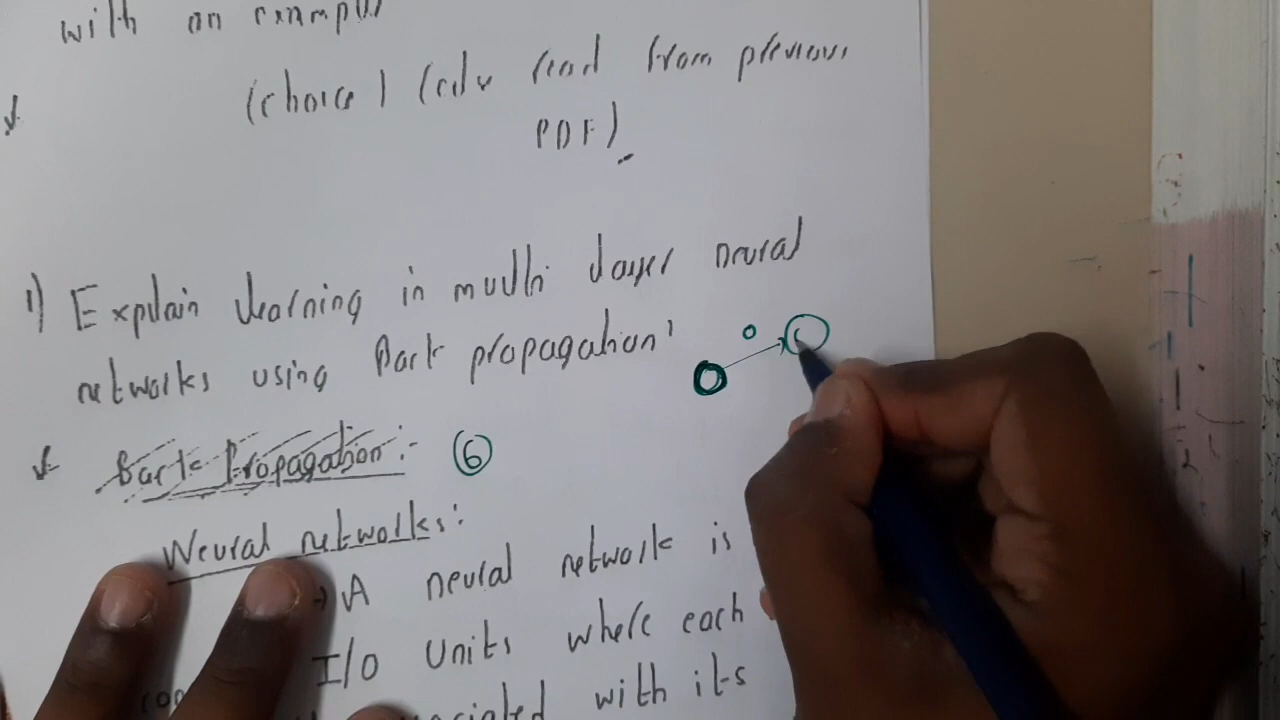 with an example
(choice) (also read from previous
PDF).
1) Explain learning in multi layer neural
networks using Back propagation'
Back Propagation:-
6
Neural networks:
→ A neural network is
I/O units where each
associated with its